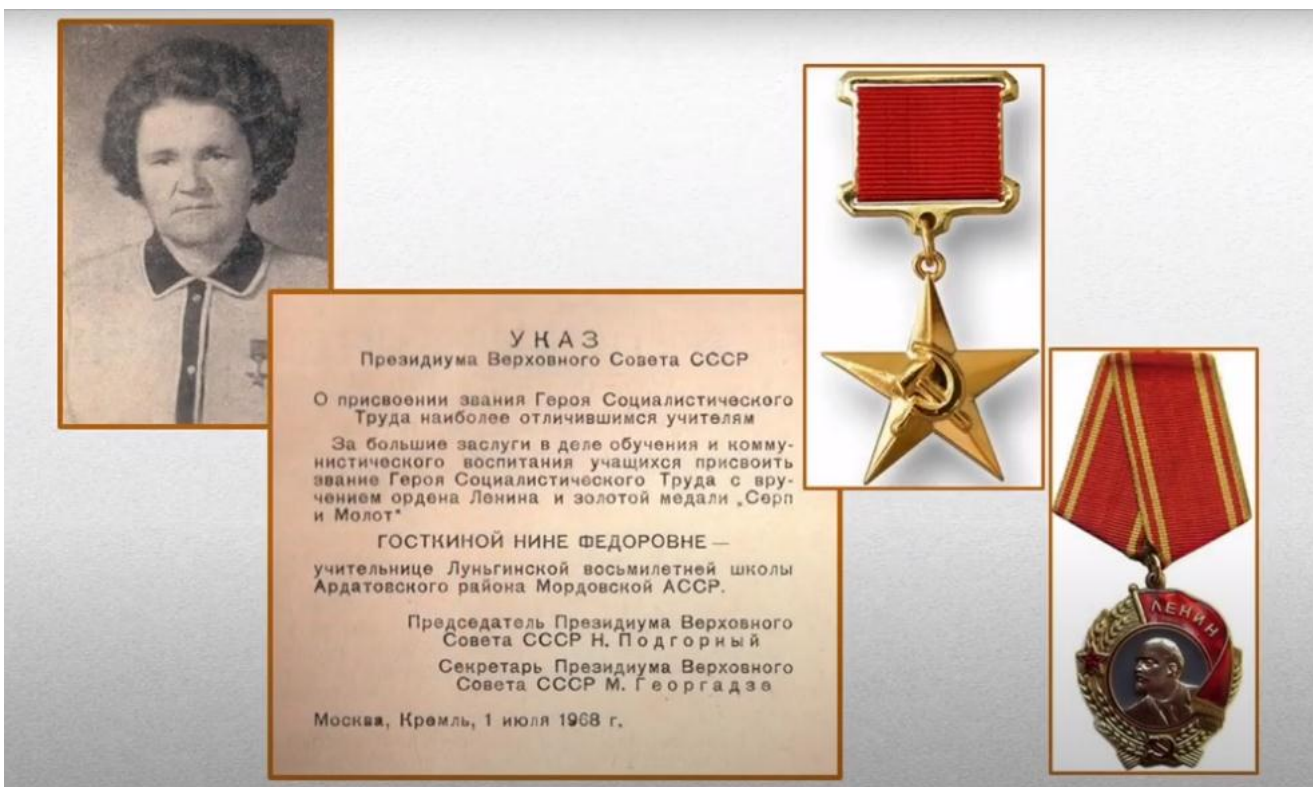 УКАЗ
Президиума Верховного Совета СССР
О присвоении звания Героя Социалистического
Труда наиболее отличившимся учителям
За большие заслуги в деле обучения и комму-
нистического воспитания учащихся присвоить
звание Героя Социалистического Труда с вру-
чением ордена Ленина и золотой медали „Серп
и Молот"
ГОСТКИНОЙ НИНЕ ФЕДОРОВНЕ —
учительнице Луньгинской восьмилетней школы
Ардатовского района Мордовской АССР.
Председатель Президиума Верховного
Совета СССР Н. Подгорный
Секретарь Президиума Верховного
Совета СССР М. Георгадзе
Москва, Кремль, 1 июля 1968 г.
ЛЕНИН